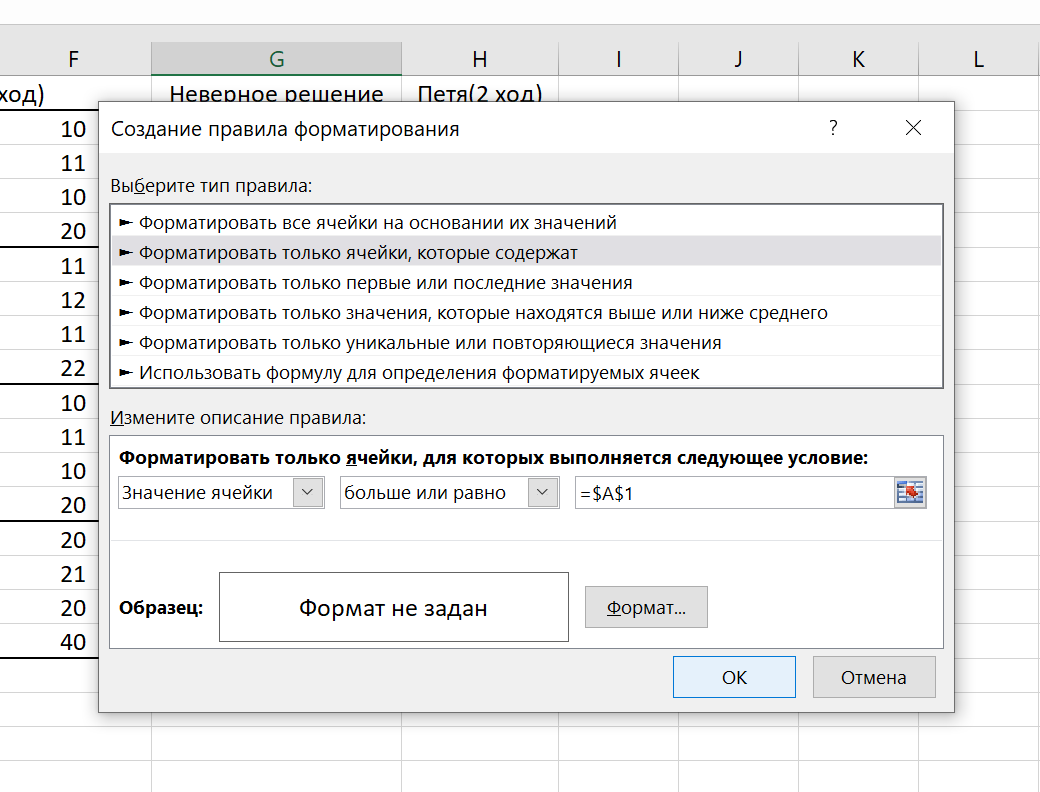 F G H I J K L
ход) Неверное решение Петя(2 ход)
Создание правила форматирования ?
10
11
Выберите тип правила:
10
Форматировать все ячейки на основании их значений
20
Форматировать только ячейки, которые содержат
11
Форматировать только первые или последние значения
12
Форматировать только значения, которые находятся выше или ниже среднего
11
Форматировать только уникальные или повторяющиеся значения
22
Использовать формулу для определения форматируемых ячеек
10
Измените описание правила:
11
Форматировать только ячейки, для которых выполняется следующее условие:
10
20
Значение ячейки больше или равно =$A$1
20
21
20
Образец: Формат не задан Формат...
40
ОК Отмена